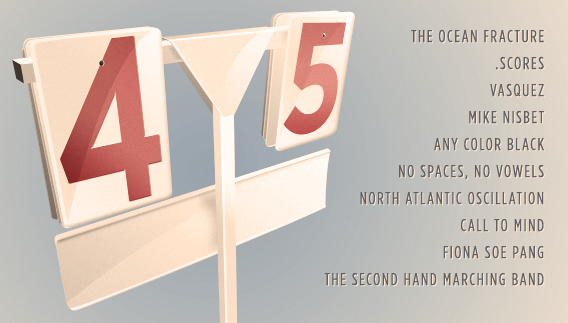 4 5
THE OCEAN FRACTURE
.SCORES
VASQUEZ
MIKE NISBET
ANY COLOR BLACK
NO SPACES, NO VOWELS
NORTH ATLANTIC OSCILLATION
CALL TO MIND
FIONA SOE PANG
THE SECOND HAND MARCHING BAND